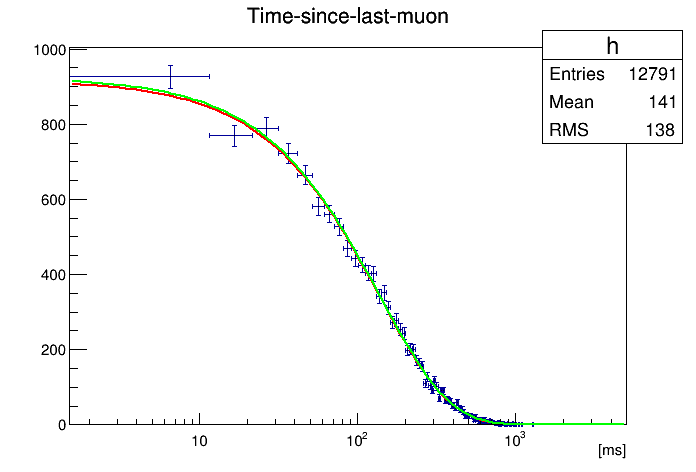 Time-since-last-muon
h
Entries 12791
Mean 141
RMS 138
1000
800
600
400
200
0
10 10² 10³
[ms]